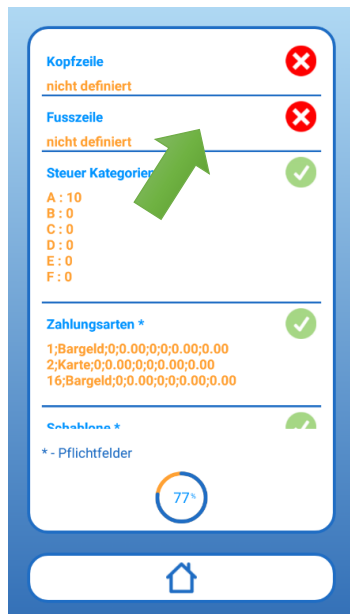 Kopfzeile
nicht definiert
Fusszeile
nicht definiert
Steuer Kategorien
A : 10
B : 0
C : 0
D : 0
E : 0
F : 0
Zahlungsarten *
1;Bargeld;0;0.00;0;0;0.00;0.00
2;Karte;0;0.00;0;0;0.00;0.00
16;Bargeld;0;0.00;0;0;0.00;0.00
Schablone *
* - Pflichtfelder
77%